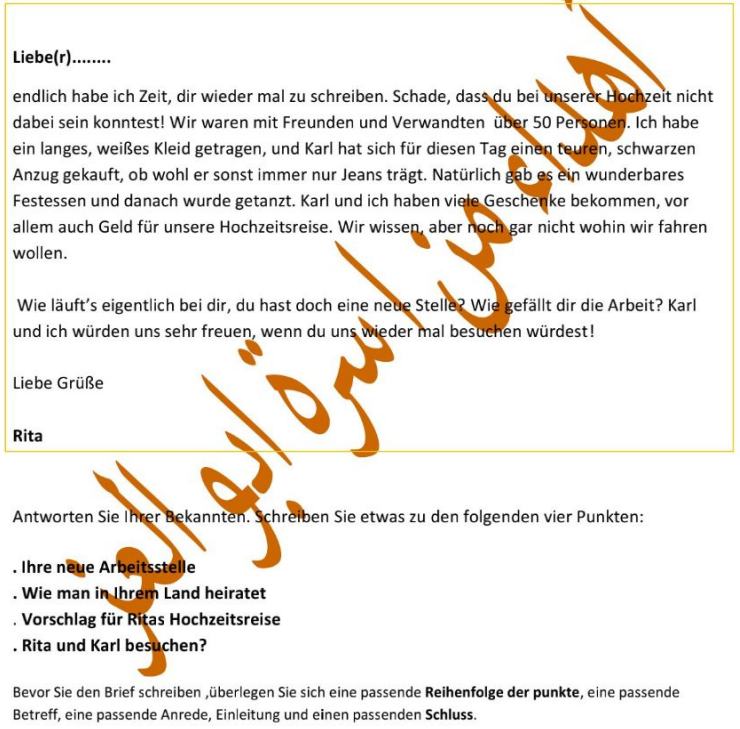 Liebe(r)........
endlich habe ich Zeit, dir wieder mal zu schreiben. Schade, dass du bei unserer Hochzeit nicht
dabei sein konntest! Wir waren mit Freunden und Verwandten über 50 Personen. Ich habe
ein langes, weißes Kleid getragen, und Karl hat sich für diesen Tag einen teuren, schwarzen
Anzug gekauft, ob wohl er sonst immer nur Jeans trägt. Natürlich gab es ein wunderbares
Festessen und danach wurde getanzt. Karl und ich haben viele Geschenke bekommen, vor
allem auch Geld für unsere Hochzeitsreise. Wir wissen, aber noch gar nicht wohin wir fahren
wollen.
Wie läuft’s eigentlich bei dir, du hast doch eine neue Stelle? Wie gefällt dir die Arbeit? Karl
und ich würden uns sehr freuen, wenn du uns wieder mal besuchen würdest!
Liebe Grüße
Rita
Antworten Sie Ihrer Bekannten. Schreiben Sie etwas zu den folgenden vier Punkten:
. Ihre neue Arbeitsstelle
. Wie man in Ihrem Land heiratet
. Vorschlag für Ritas Hochzeitsreise
. Rita und Karl besuchen?
Bevor Sie den Brief schreiben ,überlegen Sie sich eine passende Reihenfolge der punkte, eine passende
Betreff, eine passende Anrede, Einleitung und einen passenden Schluss.